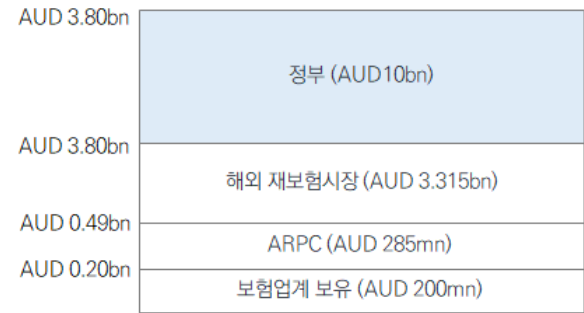 AUD 3.80bn
정부 (AUD10bn)
AUD 3.80bn
해외 재보험시장 (AUD 3.315bn)
AUD 0.49bn
ARPC (AUD 285mn)
AUD 0.20bn
보험업계 보유 (AUD 200mn)